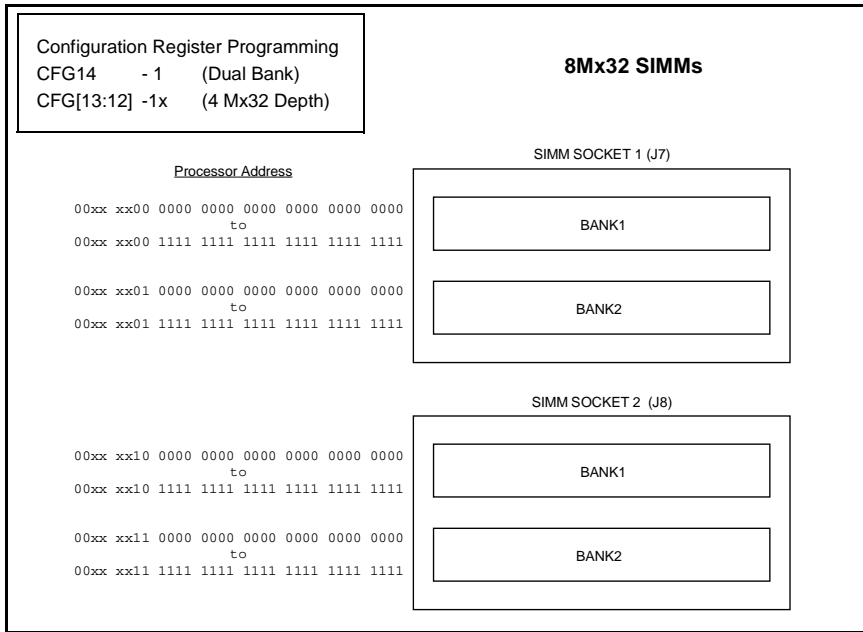 Configuration Register Programming
CFG14 - 1 (Dual Bank)
CFG[13:12] -1x (4 Mx32 Depth)
8Mx32 SIMMs
Processor Address
SIMM SOCKET 1 (J7)
00xx xx00 0000 0000 0000 0000 0000 0000
to
00xx xx00 1111 1111 1111 1111 1111 1111
BANK1
00xx xx01 0000 0000 0000 0000 0000 0000
to
00xx xx01 1111 1111 1111 1111 1111 1111
BANK2
SIMM SOCKET 2 (J8)
00xx xx10 0000 0000 0000 0000 0000 0000
to
00xx xx10 1111 1111 1111 1111 1111 1111
BANK1
00xx xx11 0000 0000 0000 0000 0000 0000
to
00xx xx11 1111 1111 1111 1111 1111 1111
BANK2